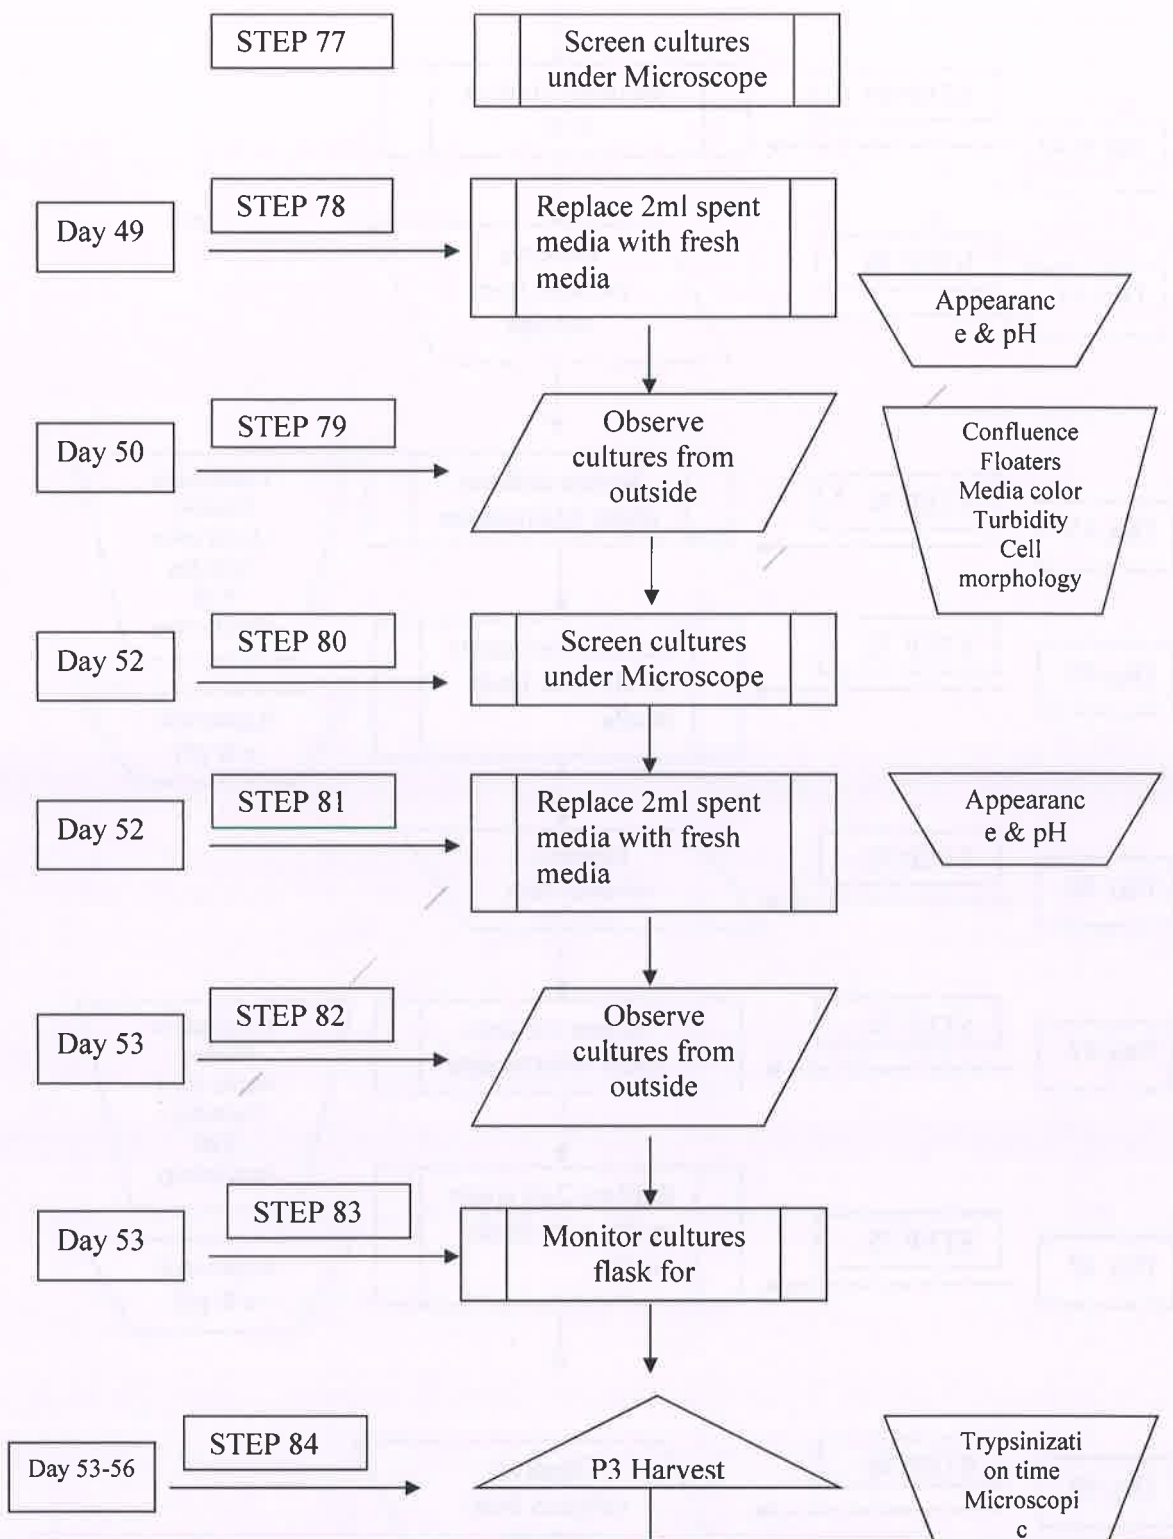 STEP 77
Screen cultures
under Microscope
Day 49
STEP 78
Replace 2ml spent
media with fresh
media
Appearanc
e & pH
Day 50
STEP 79
Observe
cultures from
outside
Confluence
Floaters
Media color
Turbidity
Cell
morphology
Day 52
STEP 80
Screen cultures
under Microscope
Day 52
STEP 81
Replace 2ml spent
media with fresh
media
Appearanc
e & pH
Day 53
STEP 82
Observe
cultures from
outside
Day 53
STEP 83
Monitor cultures
flask for
Day 53-56
STEP 84
P3 Harvest
Trypsinizati
on time
Microscopi
c